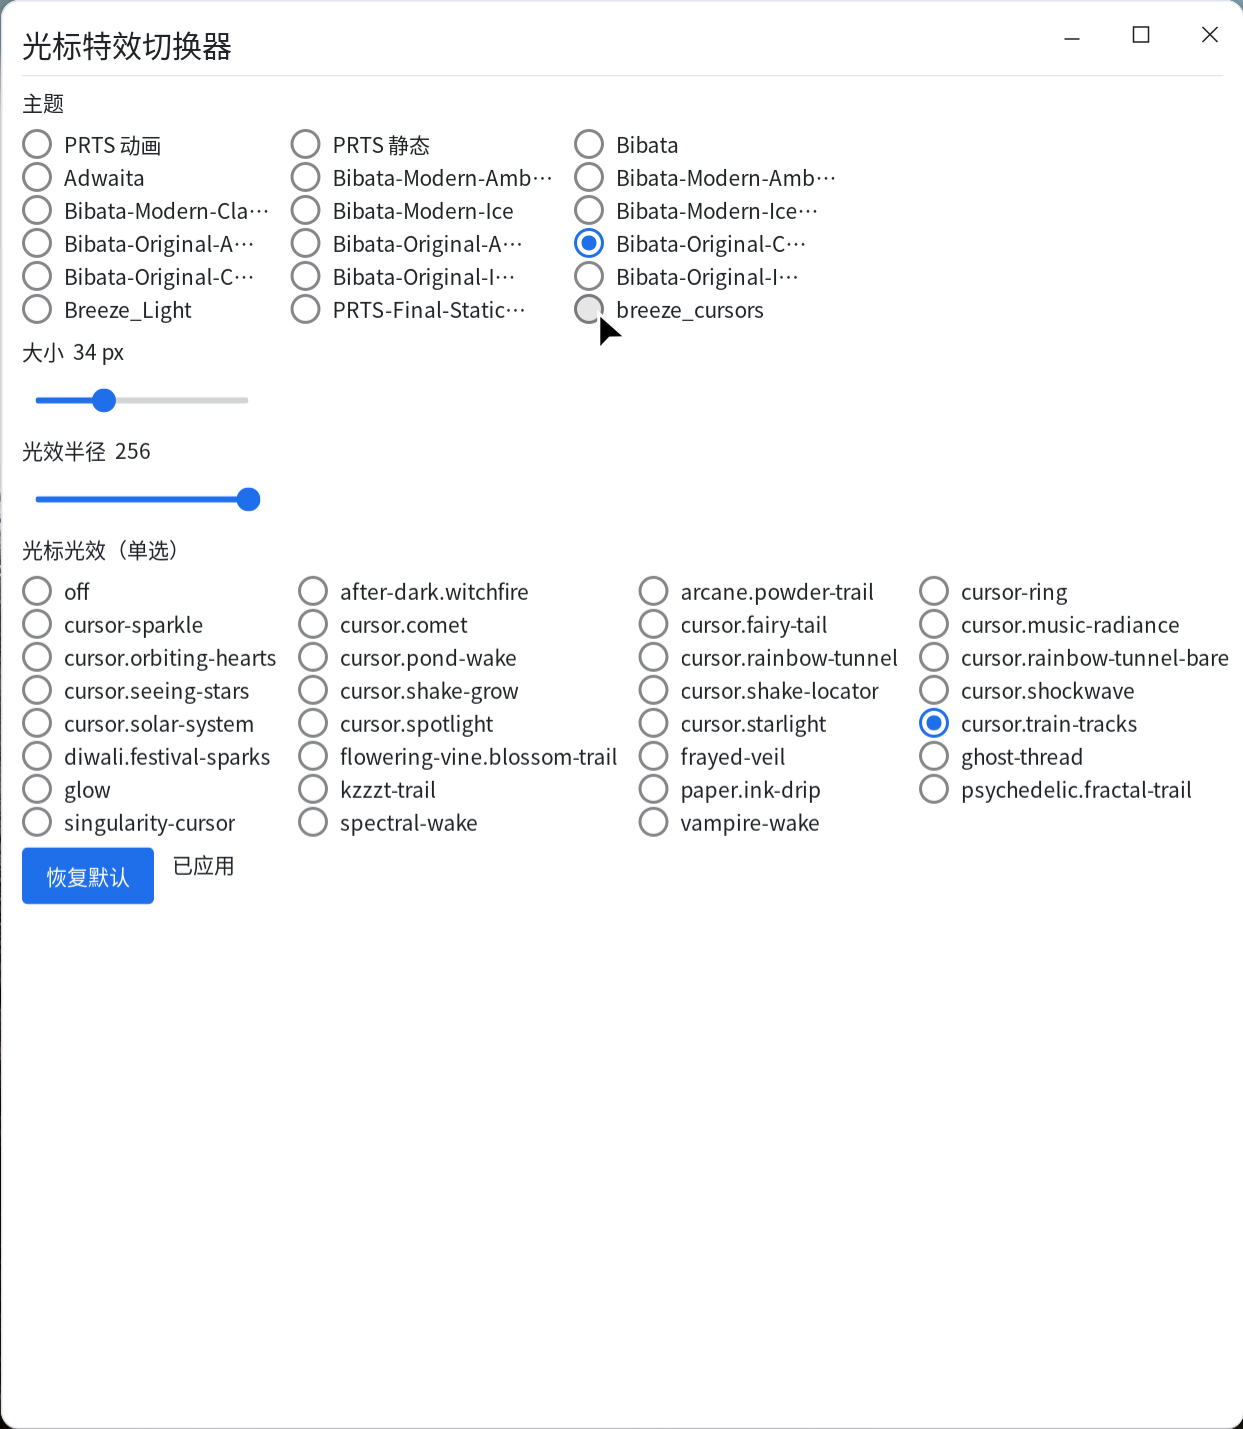 光标特效切换器
主题
PRTS 动画 PRTS 静态 Bibata
Adwaita Bibata-Modern-Amb… Bibata-Modern-Amb…
Bibata-Modern-Cla… Bibata-Modern-Ice Bibata-Modern-Ice…
Bibata-Original-A… Bibata-Original-A… Bibata-Original-C…
Bibata-Original-C… Bibata-Original-I… Bibata-Original-I…
Breeze_Light PRTS-Final-Static… breeze_cursors
大小 34 px
光效半径 256
光标光效（单选）
off after-dark.witchfire arcane.powder-trail cursor-ring
cursor-sparkle cursor.comet cursor.fairy-tail cursor.music-radiance
cursor.orbiting-hearts cursor.pond-wake cursor.rainbow-tunnel cursor.rainbow-tunnel-bare
cursor.seeing-stars cursor.shake-grow cursor.shake-locator cursor.shockwave
cursor.solar-system cursor.spotlight cursor.starlight cursor.train-tracks
diwali.festival-sparks flowering-vine.blossom-trail frayed-veil ghost-thread
glow kzzzt-trail paper.ink-drip psychedelic.fractal-trail
singularity-cursor spectral-wake vampire-wake
恢复默认 已应用